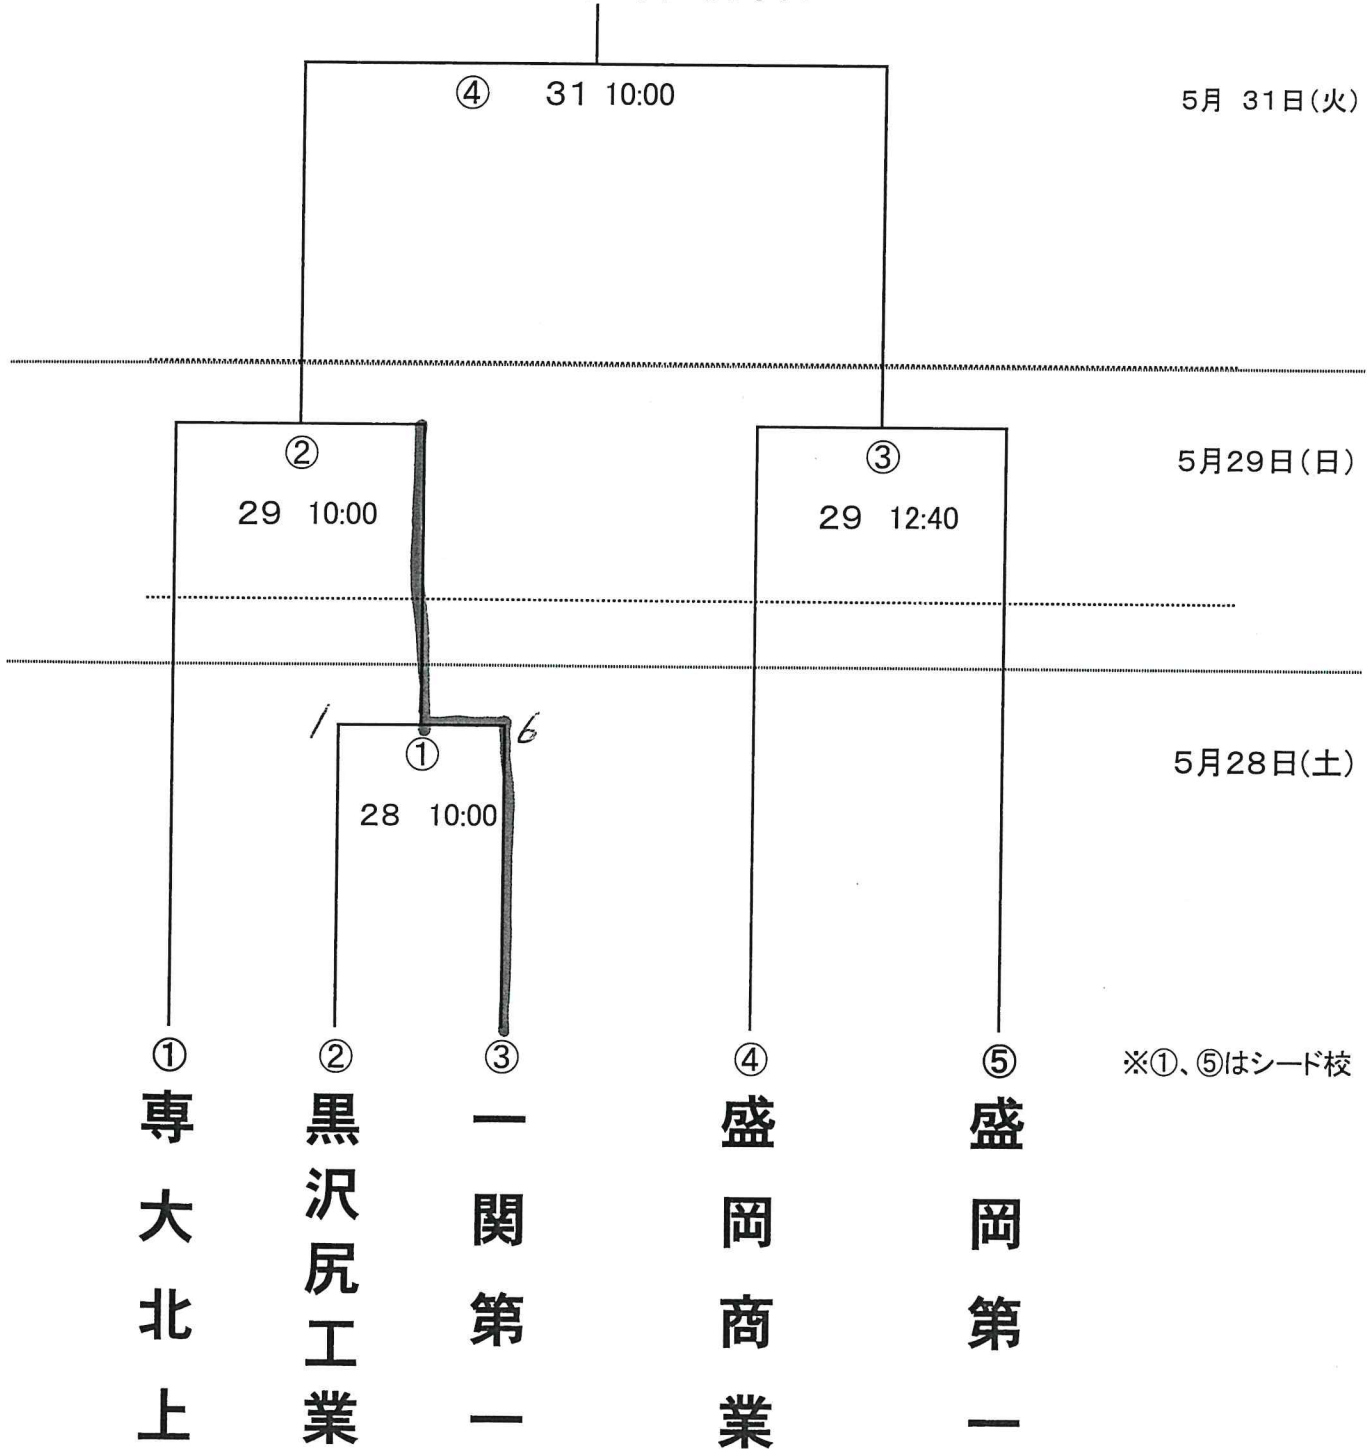 ④ 31 10:00
5月 31日(火)
②
③
5月29日(日)
29 10:00
29 12:40
1
6
①
5月28日(土)
28 10:00
①
②
③
④
⑤
※①、⑤はシード校
専大北上
黒沢尻工業
一関第一
盛岡商業
盛岡第一